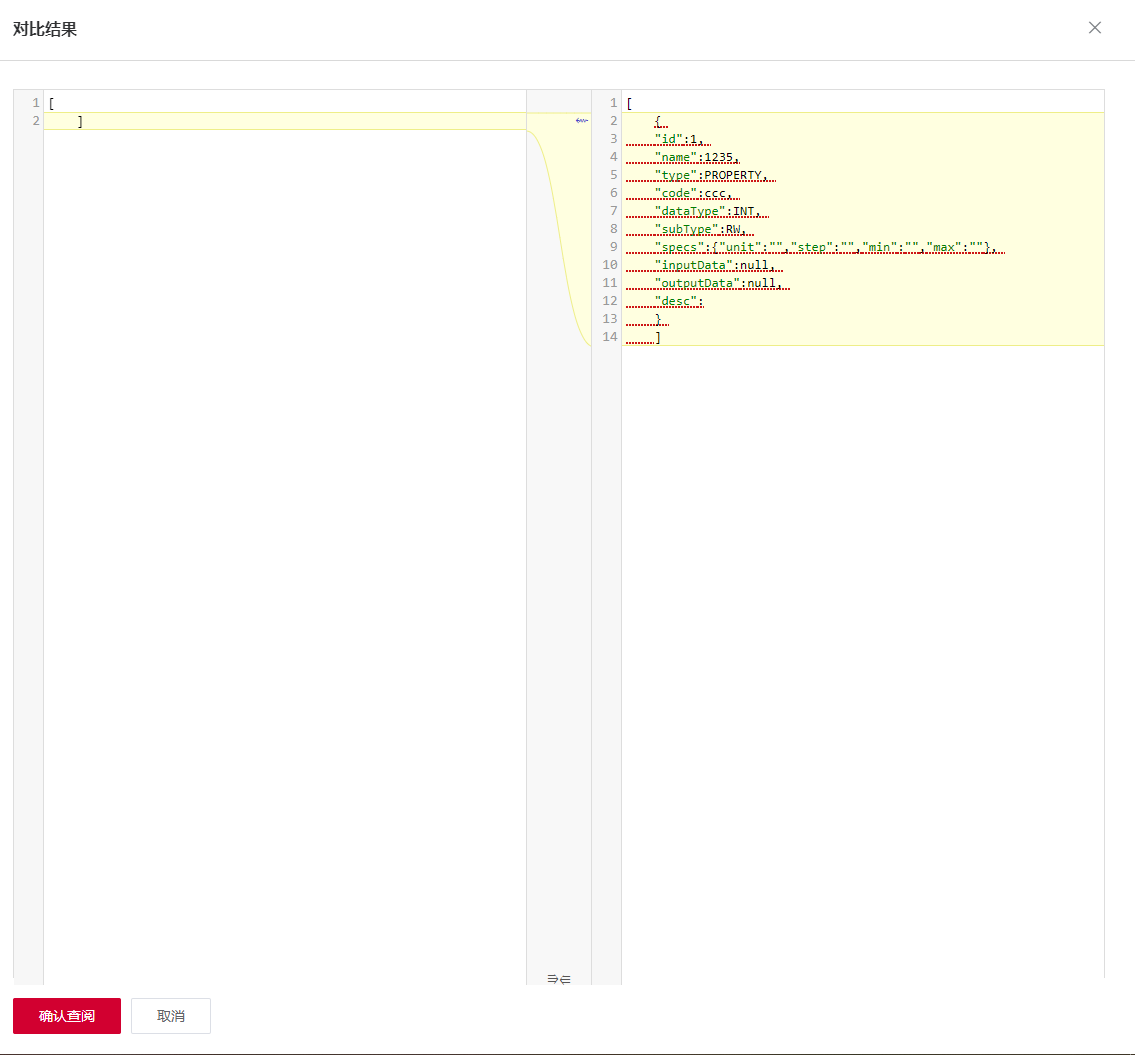 对比结果
1 [
2     ]
1 [
2     {
3     "id":1,
4     "name":1235,
5     "type":PROPERTY,
6     "code":ccc,
7     "dataType":INT,
8     "subType":RW,
9     "specs":{"unit":"","step":"","min":"","max":""},
10     "inputData":null,
11     "outputData":null,
12     "desc":
13     }
14     ]
确认查阅
取消